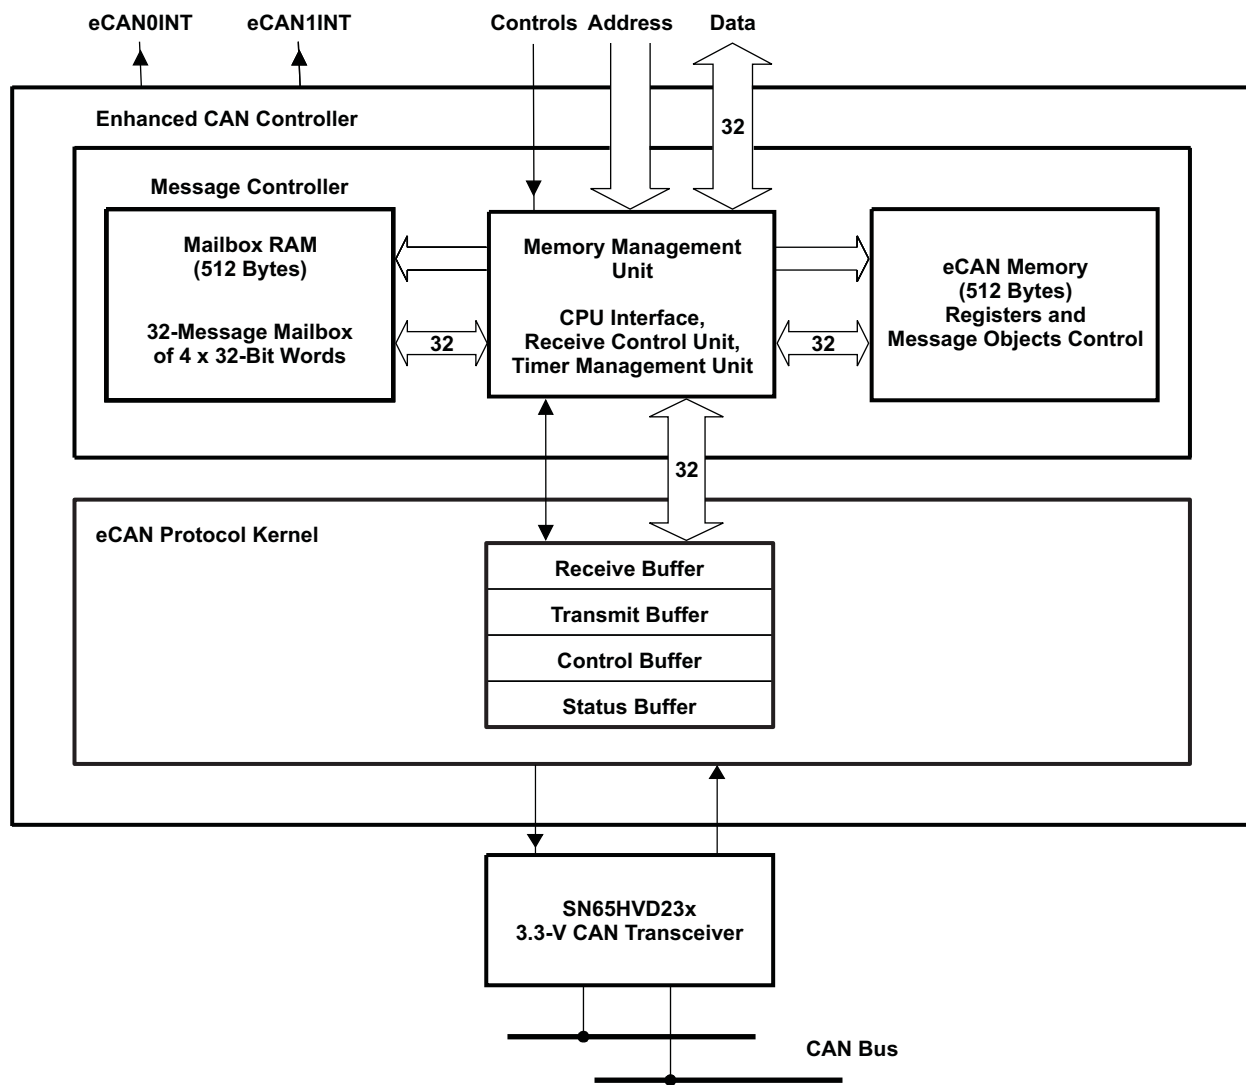 eCAN0INT
eCAN1INT
Controls
Address
Data
32
Enhanced CAN Controller
Message Controller
Mailbox RAM
(512 Bytes)
32-Message Mailbox
of 4 x 32-Bit Words
32
Memory Management
Unit
CPU Interface,
Receive Control Unit,
Timer Management Unit
32
eCAN Memory
(512 Bytes)
Registers and
Message Objects Control
32
eCAN Protocol Kernel
Receive Buffer
Transmit Buffer
Control Buffer
Status Buffer
SN65HVD23x
3.3-V CAN Transceiver
CAN Bus